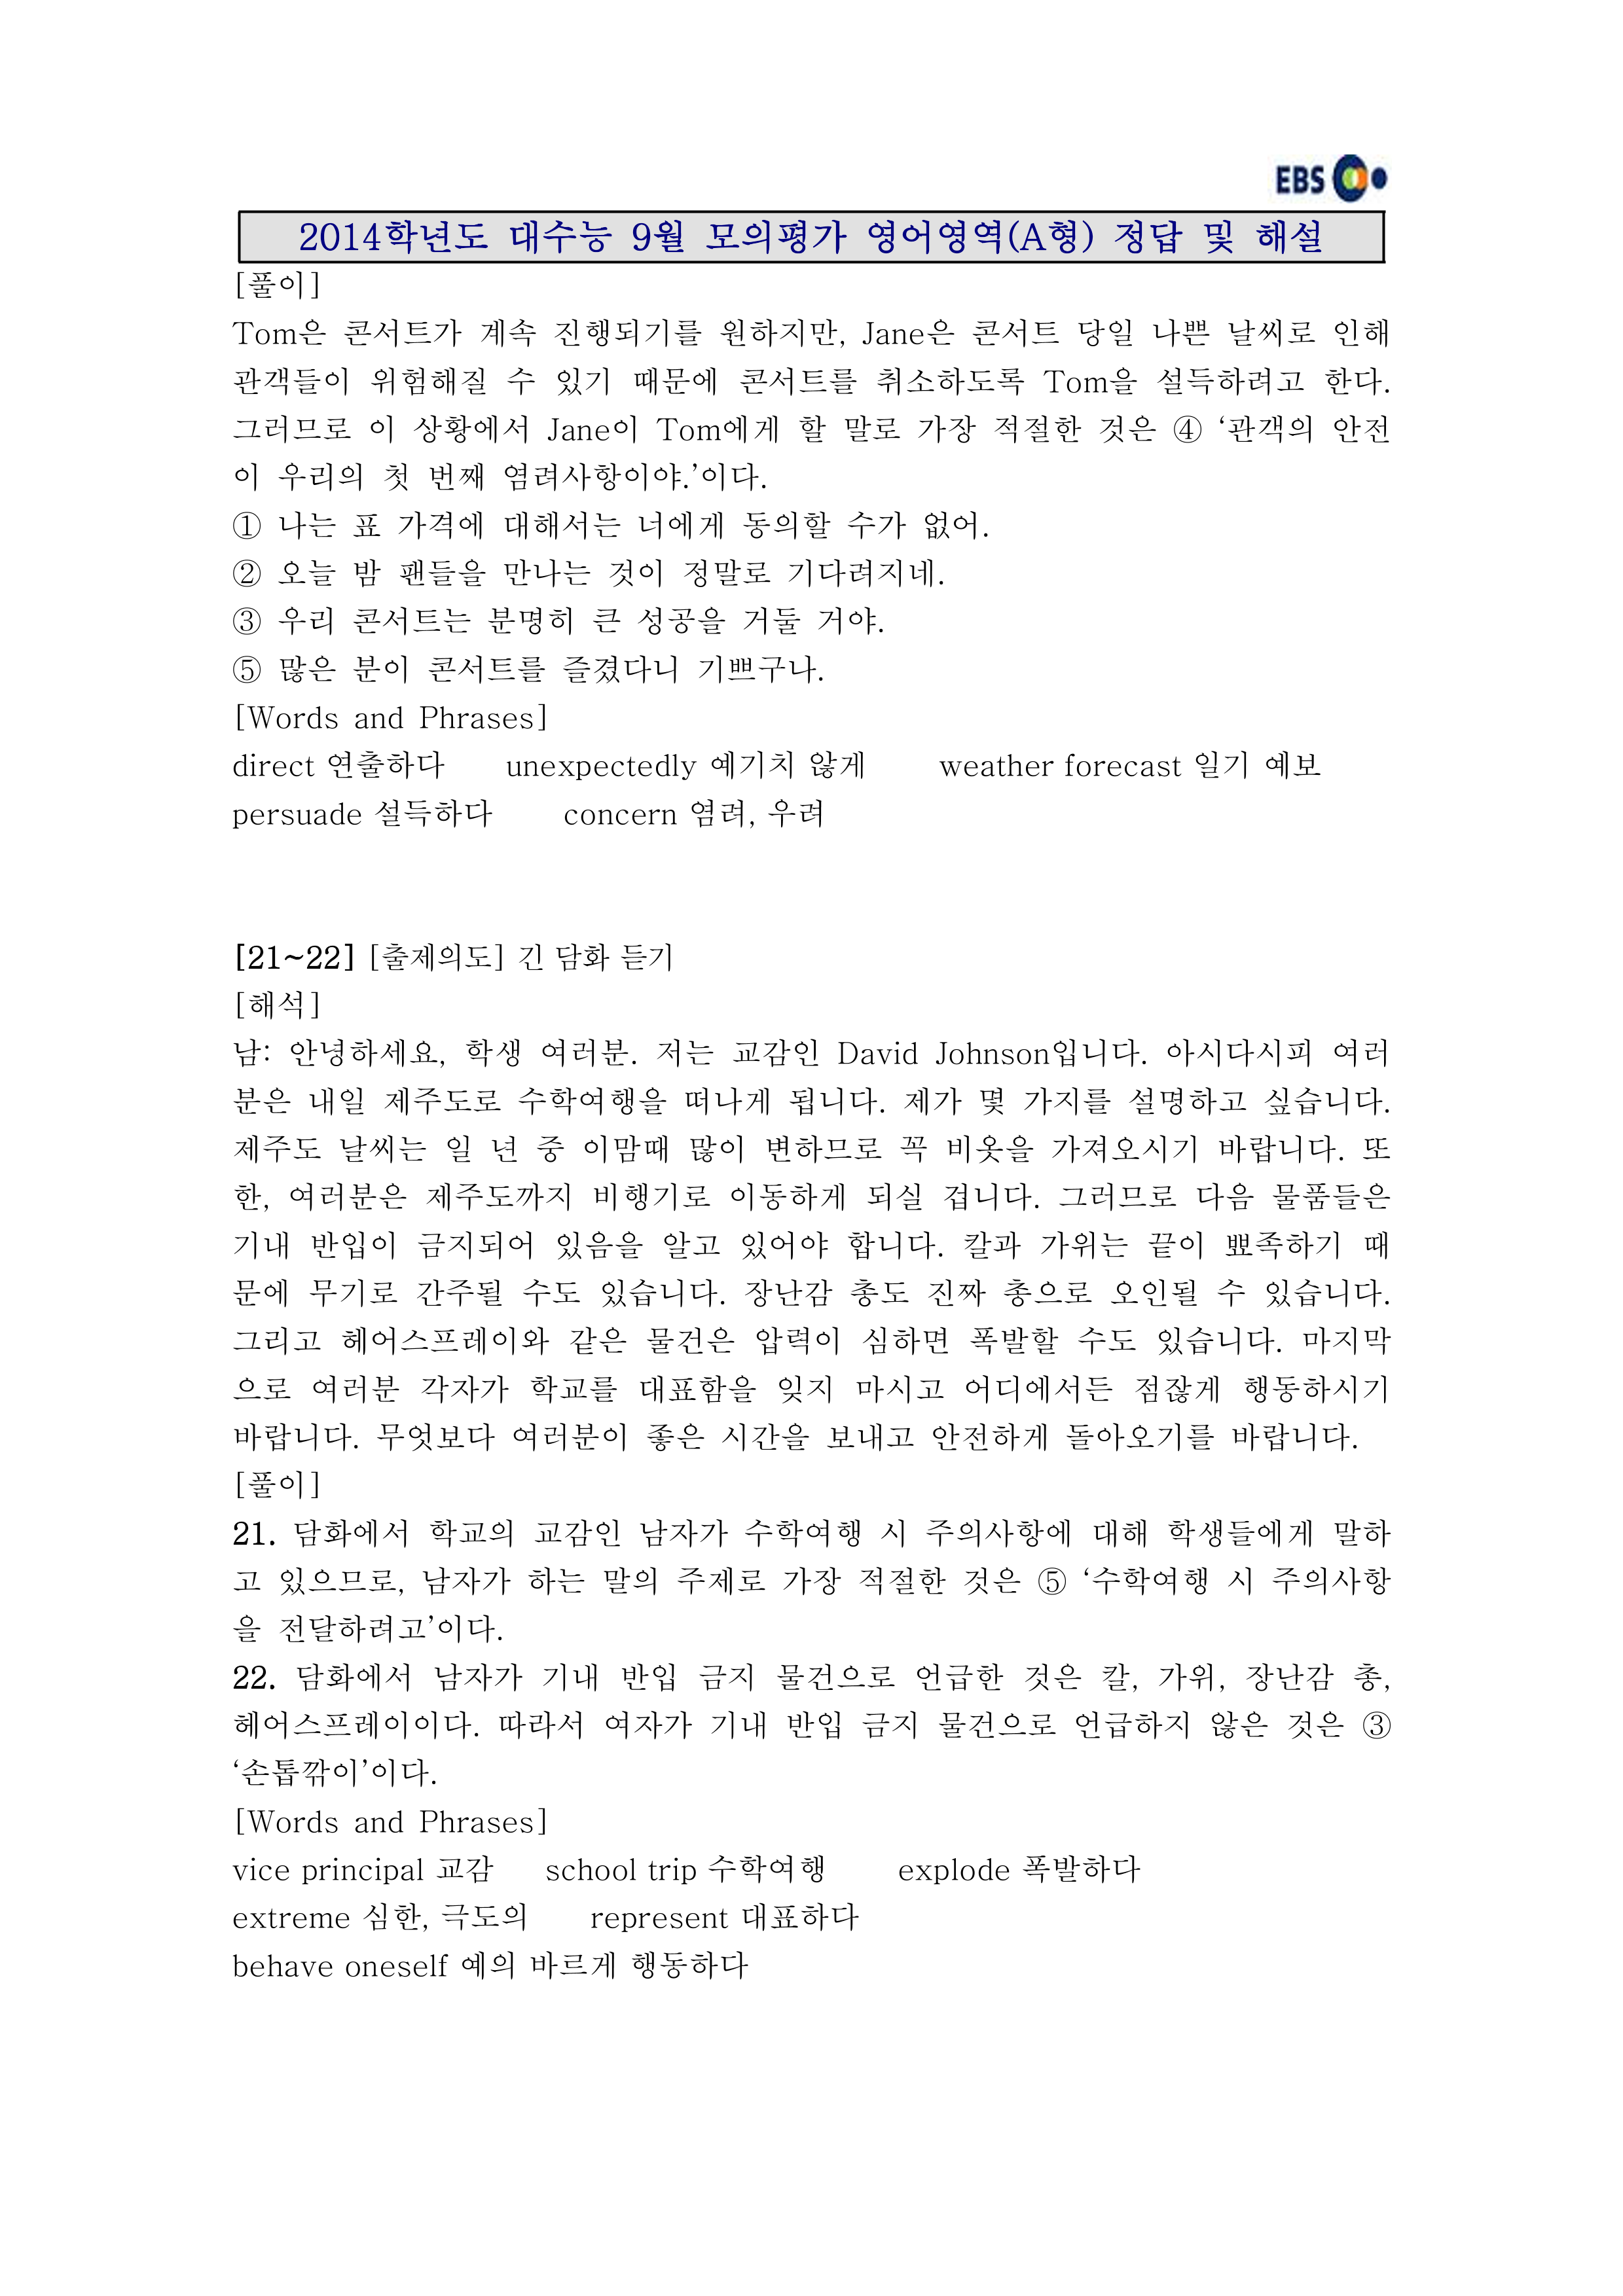 EBS
2014학년도 대수능 9월 모의평가 영어영역(A형) 정답 및 해설
[풀이]
Tom은 콘서트가 계속 진행되기를 원하지만, Jane은 콘서트 당일 나쁜 날씨로 인해
관객들이 위험해질 수 있기 때문에 콘서트를 취소하도록 Tom을 설득하려고 한다.
그러므로 이 상황에서 Jane이 Tom에게 할 말로 가장 적절한 것은 ④ ‘관객의 안전
이 우리의 첫 번째 염려사항이야.’이다.
① 나는 표 가격에 대해서는 너에게 동의할 수가 없어.
② 오늘 밤 팬들을 만나는 것이 정말로 기다려지네.
③ 우리 콘서트는 분명히 큰 성공을 거둘 거야.
⑤ 많은 분이 콘서트를 즐겼다니 기쁘구나.
[Words and Phrases]
direct 연출하다 unexpectedly 예기치 않게 weather forecast 일기 예보
persuade 설득하다 concern 염려, 우려
[21~22] [출제의도] 긴 담화 듣기
[해석]
남: 안녕하세요, 학생 여러분. 저는 교감인 David Johnson입니다. 아시다시피 여러
분은 내일 제주도로 수학여행을 떠나게 됩니다. 제가 몇 가지를 설명하고 싶습니다.
제주도 날씨는 일 년 중 이맘때 많이 변하므로 꼭 비옷을 가져오시기 바랍니다. 또
한, 여러분은 제주도까지 비행기로 이동하게 되실 겁니다. 그러므로 다음 물품들은
기내 반입이 금지되어 있음을 알고 있어야 합니다. 칼과 가위는 끝이 뾰족하기 때
문에 무기로 간주될 수도 있습니다. 장난감 총도 진짜 총으로 오인될 수 있습니다.
그리고 헤어스프레이와 같은 물건은 압력이 심하면 폭발할 수도 있습니다. 마지막
으로 여러분 각자가 학교를 대표함을 잊지 마시고 어디에서든 점잖게 행동하시기
바랍니다. 무엇보다 여러분이 좋은 시간을 보내고 안전하게 돌아오기를 바랍니다.
[풀이]
21. 담화에서 학교의 교감인 남자가 수학여행 시 주의사항에 대해 학생들에게 말하
고 있으므로, 남자가 하는 말의 주제로 가장 적절한 것은 ⑤ ‘수학여행 시 주의사항
을 전달하려고’이다.
22. 담화에서 남자가 기내 반입 금지 물건으로 언급한 것은 칼, 가위, 장난감 총,
헤어스프레이이다. 따라서 여자가 기내 반입 금지 물건으로 언급하지 않은 것은 ③
‘손톱깎이’이다.
[Words and Phrases]
vice principal 교감 school trip 수학여행 explode 폭발하다
extreme 심한, 극도의 represent 대표하다
behave oneself 예의 바르게 행동하다